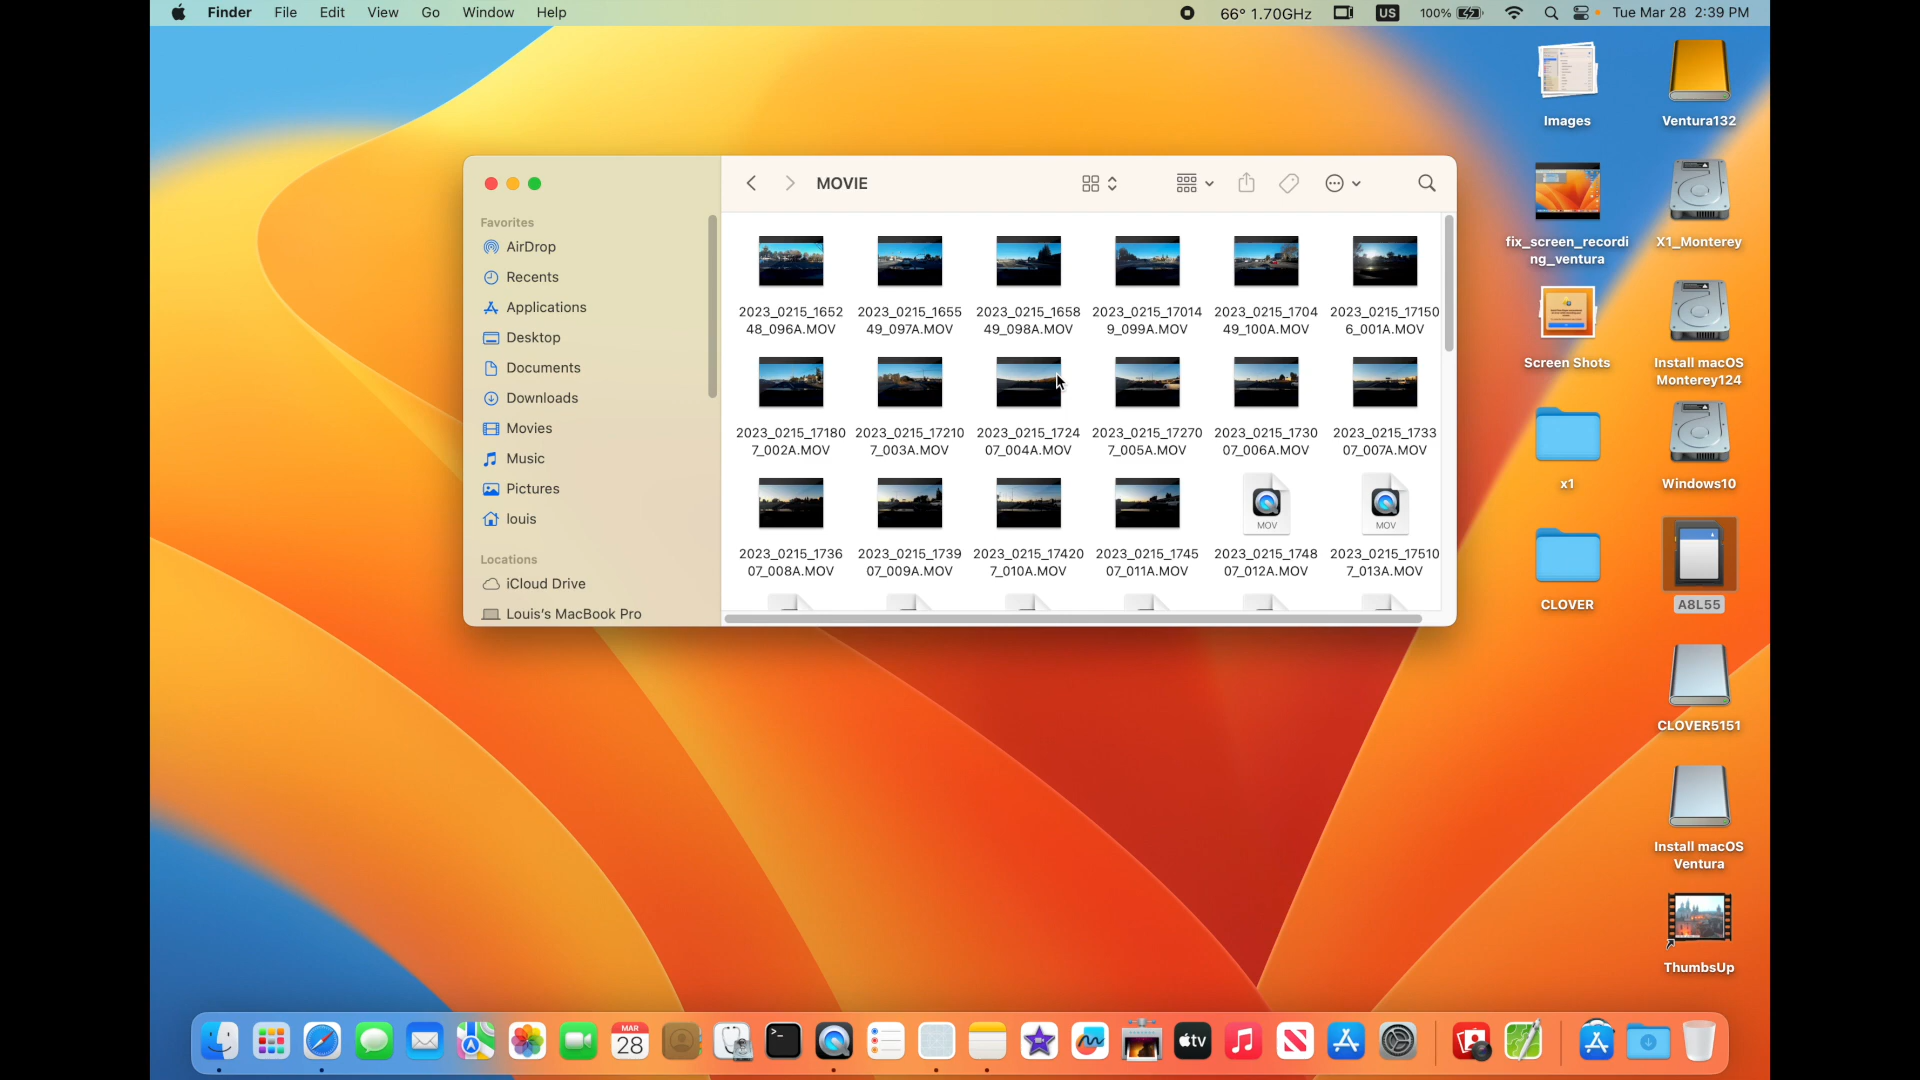 Finder File Edit View Go Window Help 66° 1.70GHz US 100% Tue Mar 28 2:39 PM
MOVIE
Favorites
AirDrop
Recents
Applications
Desktop
Documents
Downloads
Movies
Music
Pictures
louis
Locations
iCloud Drive
Louis's MacBook Pro
2023_0215_1652 2023_0215_1655 2023_0215_1658 2023_0215_17014 2023_0215_1704 2023_0215_17150
48_096A.MOV 49_097A.MOV 49_098A.MOV 9_099A.MOV 49_100A.MOV 6_001A.MOV
2023_0215_17180 2023_0215_17210 2023_0215_1724 2023_0215_17270 2023_0215_1730 2023_0215_1733
7_002A.MOV 7_003A.MOV 07_004A.MOV 7_005A.MOV 07_006A.MOV 07_007A.MOV
MOV MOV
2023_0215_1736 2023_0215_1739 2023_0215_17420 2023_0215_1745 2023_0215_1748 2023_0215_17510
07_008A.MOV 07_009A.MOV 7_010A.MOV 07_011A.MOV 07_012A.MOV 7_013A.MOV
Images
fix_screen_recordi
ng_ventura
Screen Shots
x1
CLOVER
Ventura132
X1_Monterey
Install macOS
Monterey124
Windows10
A8L55
CLOVER5151
Install macOS
Ventura
ThumbsUp
MAR
28
tv